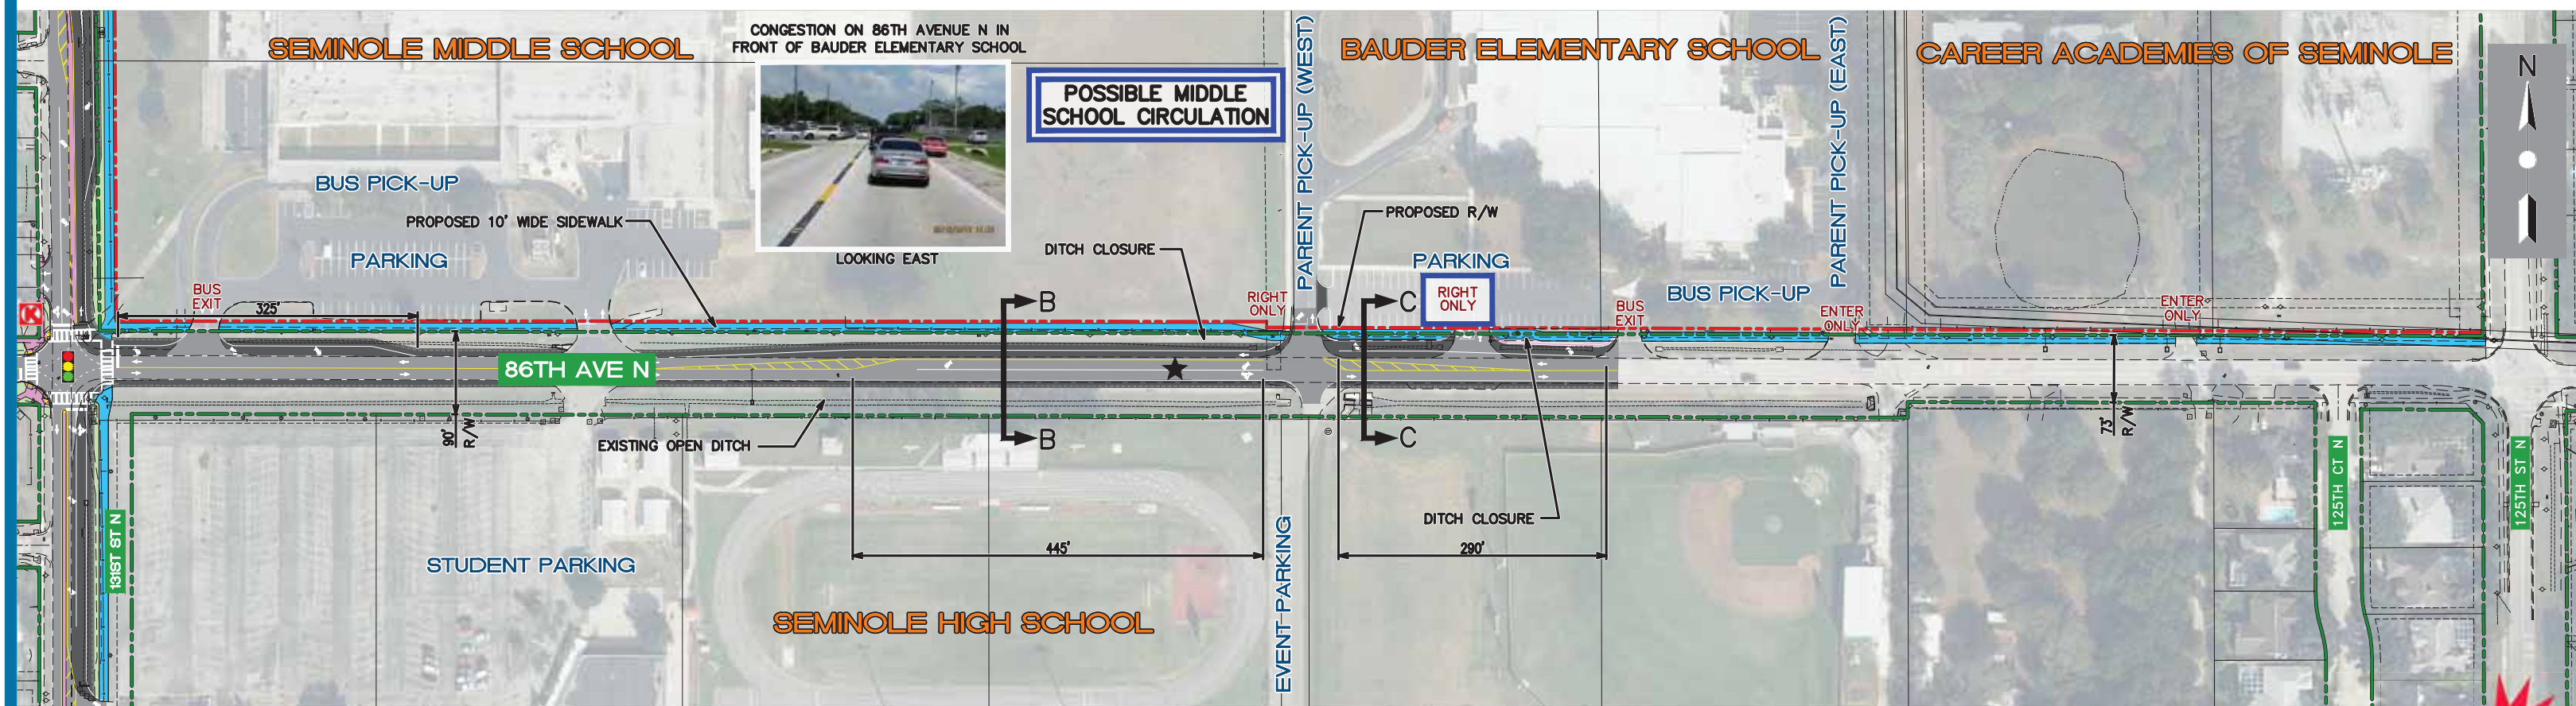 CONGESTION ON 86TH AVENUE N IN
FRONT OF BAUDER ELEMENTARY SCHOOL
SEMINOLE MIDDLE SCHOOL
BAUDER ELEMENTARY SCHOOL
CAREER ACADEMIES OF SEMINOLE
POSSIBLE MIDDLE
SCHOOL CIRCULATION
PARENT PICK-UP (WEST)
PARENT PICK-UP (EAST)
N
BUS PICK-UP
PROPOSED 10' WIDE SIDEWALK
PROPOSED R/W
PARKING
LOOKING EAST
DITCH CLOSURE
PARKING
BUS
EXIT
325'
B
RIGHT
ONLY
C
RIGHT
ONLY
BUS PICK-UP
BUS
EXIT
ENTER
ONLY
ENTER
ONLY
86TH AVE N
90'
R/W
EXISTING OPEN DITCH
B
C
73'
R/W
131ST ST N
STUDENT PARKING
445'
EVENT PARKING
290'
DITCH CLOSURE
125TH CT N
125TH ST N
SEMINOLE HIGH SCHOOL